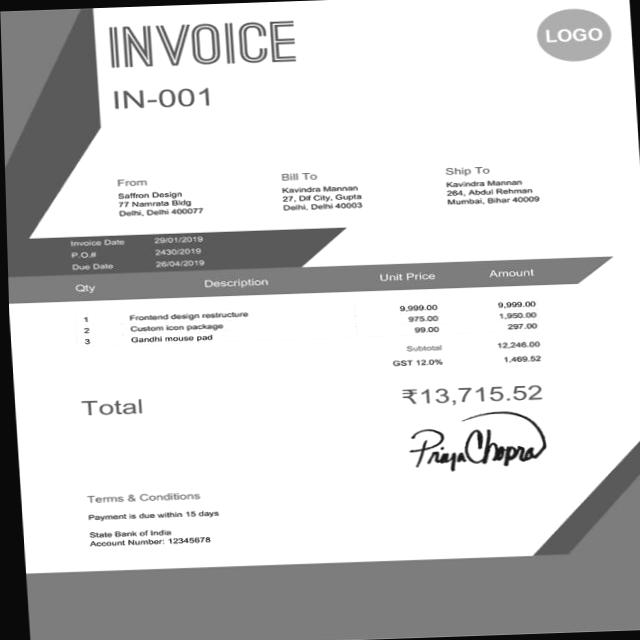 INVOICE
LOGO
IN-001
From
Saffron Design
77 Namrata Bldg
Delhi, Delhi 400077
Bill To
Kavindra Mannan
27, Dif City, Gupta
Delhi, Delhi 40003
Ship To
Kavindra Mannan
264, Abdul Rehman
Mumbai, Bihar 40009
Invoice Date 29/01/2019
P.O.# 2430/2019
Due Date 26/04/2019
Qty Description Unit Price Amount
1 Frontend design restructure 9,999.00 9,999.00
2 Custom icon package 975.00 1,950.00
3 Gandhi mouse pad 99.00 297.00
Subtotal 12,246.00
GST 12.0% 1,469.52
Total ₹13,715.52
Priya Chopra
Terms & Conditions
Payment is due within 15 days
State Bank of India
Account Number: 12345678